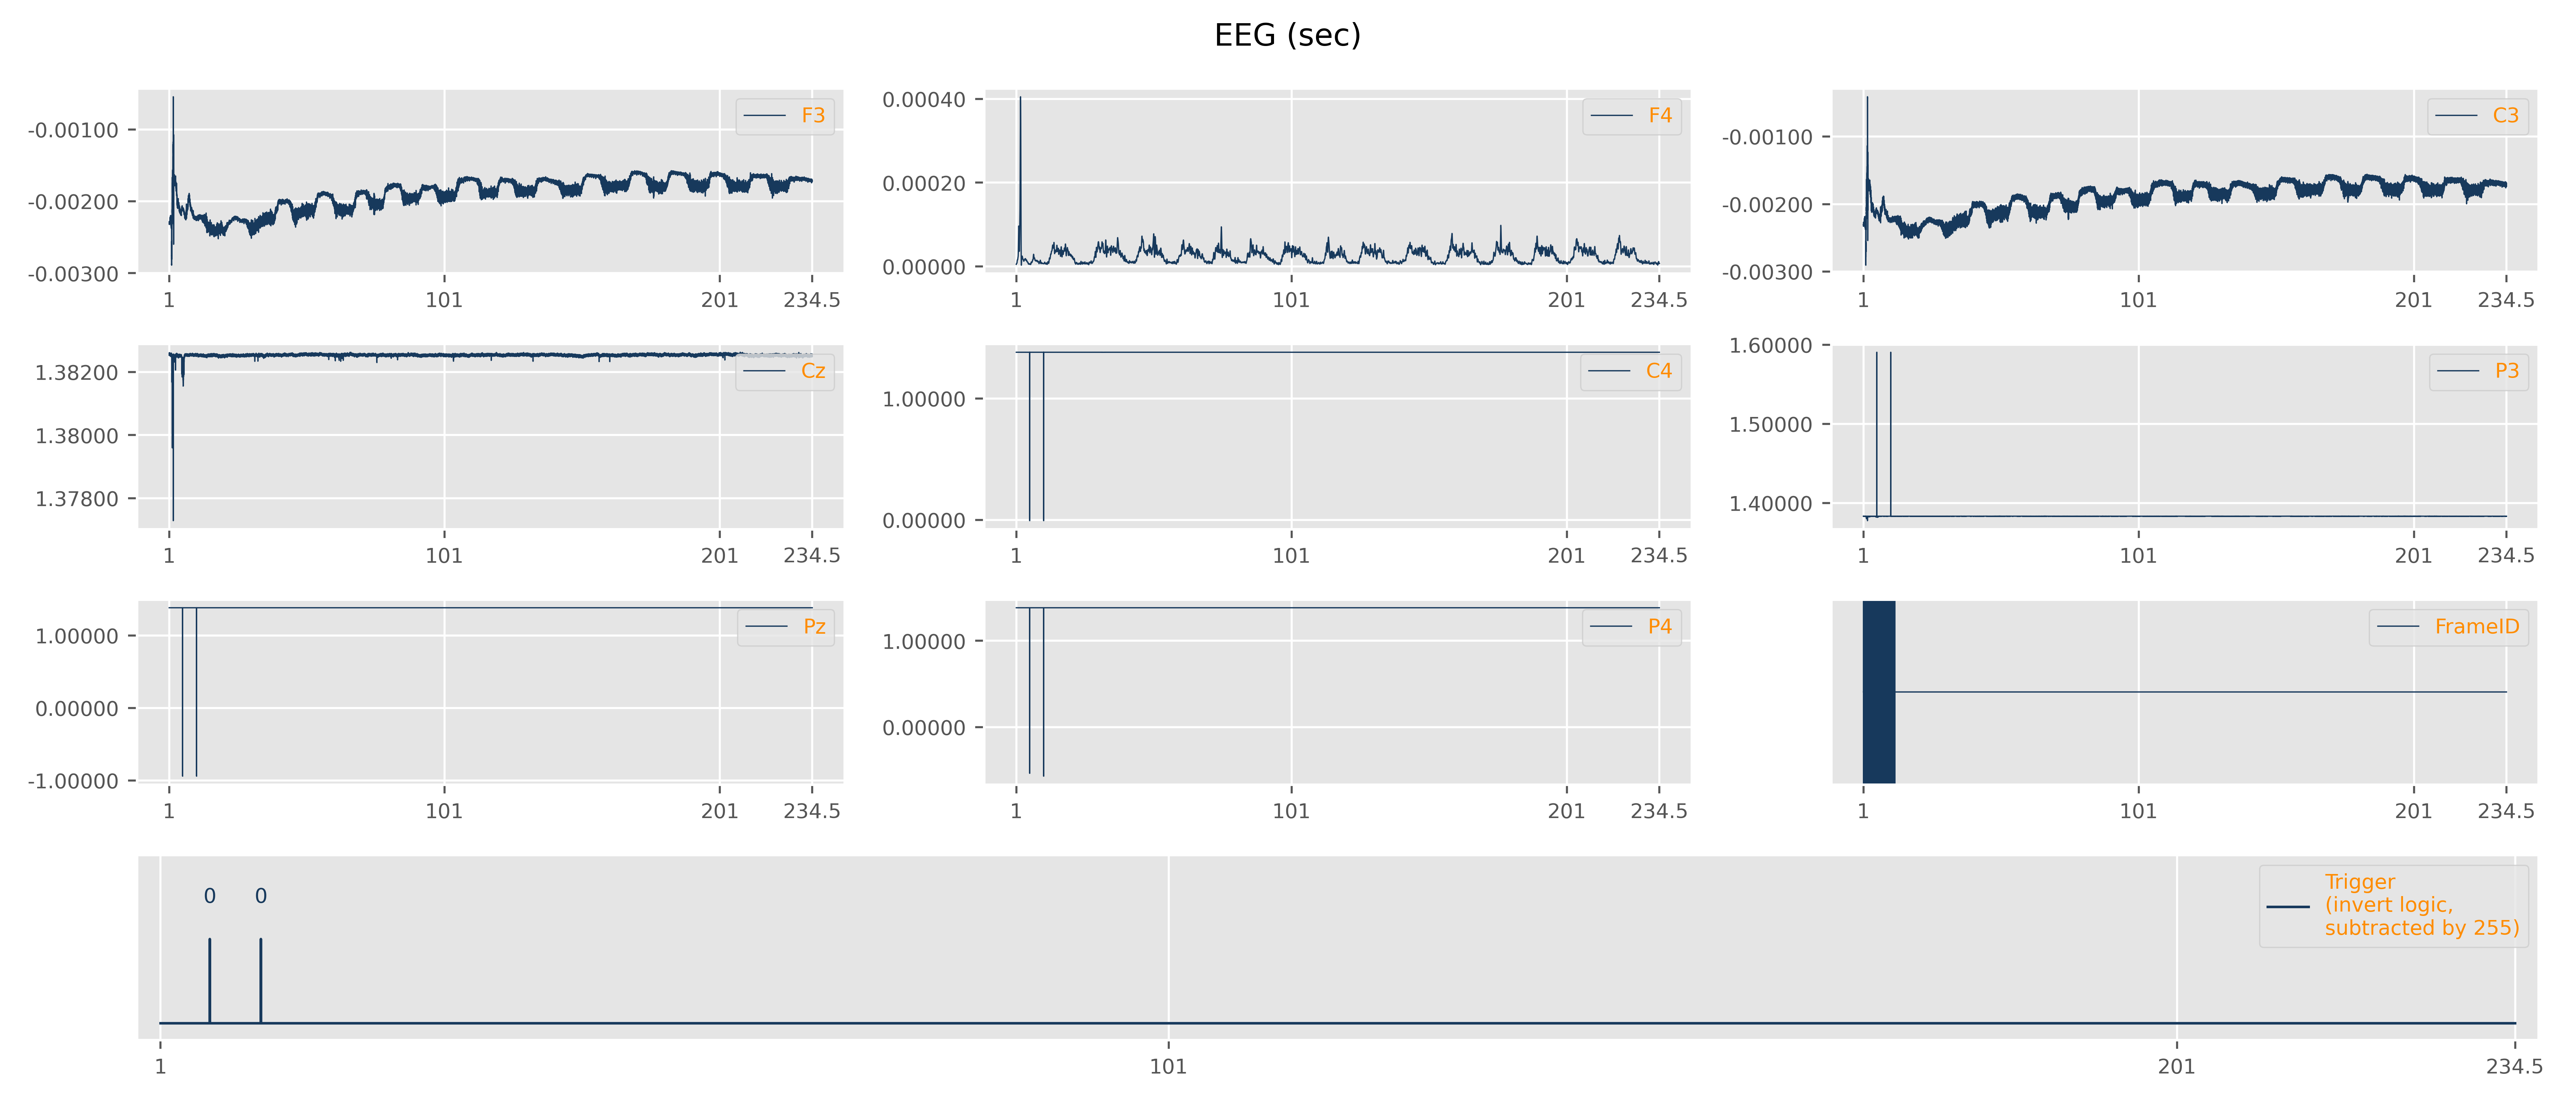 EEG (sec)
-0.00100
-0.00200
-0.00300
F3
1 101 201 234.5
0.00040
0.00020
0.00000
F4
1 101 201 234.5
-0.00100
-0.00200
-0.00300
C3
1 101 201 234.5
1.38200
1.38000
1.37800
Cz
1 101 201 234.5
1.00000
0.00000
C4
1 101 201 234.5
1.60000
1.50000
1.40000
P3
1 101 201 234.5
1.00000
0.00000
-1.00000
Pz
1 101 201 234.5
1.00000
0.00000
P4
1 101 201 234.5
FrameID
1 101 201 234.5
0 0
Trigger
(invert logic,
subtracted by 255)
1 101 201 234.5